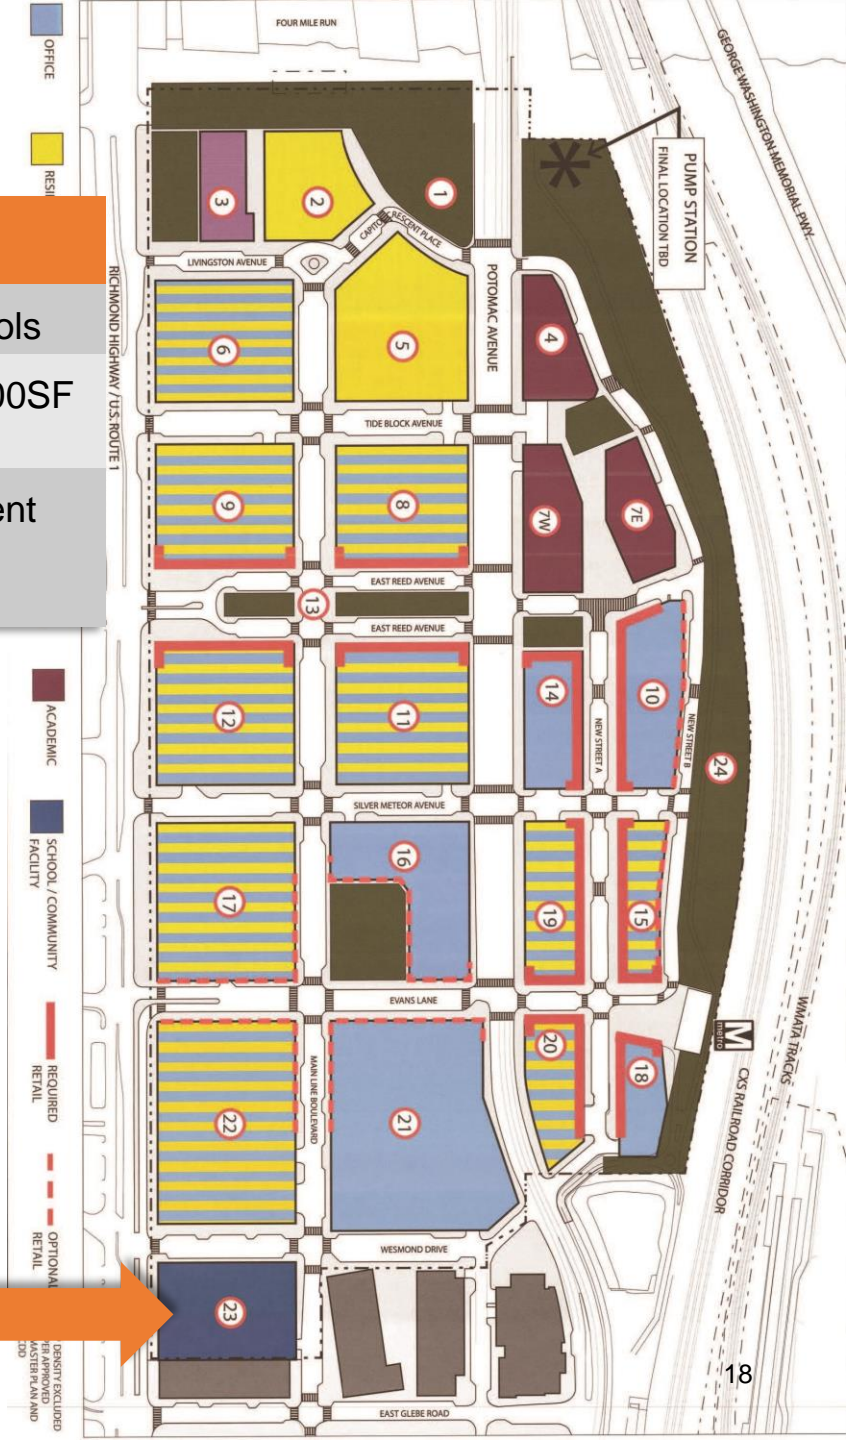 FOUR MILE RUN
GEORGE WASHINGTON MEMORIAL PKWY.
PUMP STATION
FINAL LOCATION TBD
OFFICE
ools
00SF
ent
1
2
3
CAPITOL CRESCENT PLACE
LIVINGSTON AVENUE
POTOMAC AVENUE
RICHMOND HIGHWAY / U.S. ROUTE 1
4
5
6
TIDE BLOCK AVENUE
7E
7W
8
9
EAST REED AVENUE
13
EAST REED AVENUE
10
14
11
12
NEW STREET A
NEW STREET B
24
ACADEMIC
SILVER METEOR AVENUE
16
17
19
15
SCHOOL / COMMUNITY
FACILITY
EVANS LANE
M
metro
WMATA TRACKS
CXS RAILROAD CORRIDOR
18
20
21
22
MAIN LINE BOULEVARD
REQUIRED
RETAIL
OPTIONAL
RETAIL
WESMOND DRIVE
23
DENSITY EXCLUDED
PER APPROVED
MASTER PLAN AND
CDD
EAST GLEBE ROAD
18